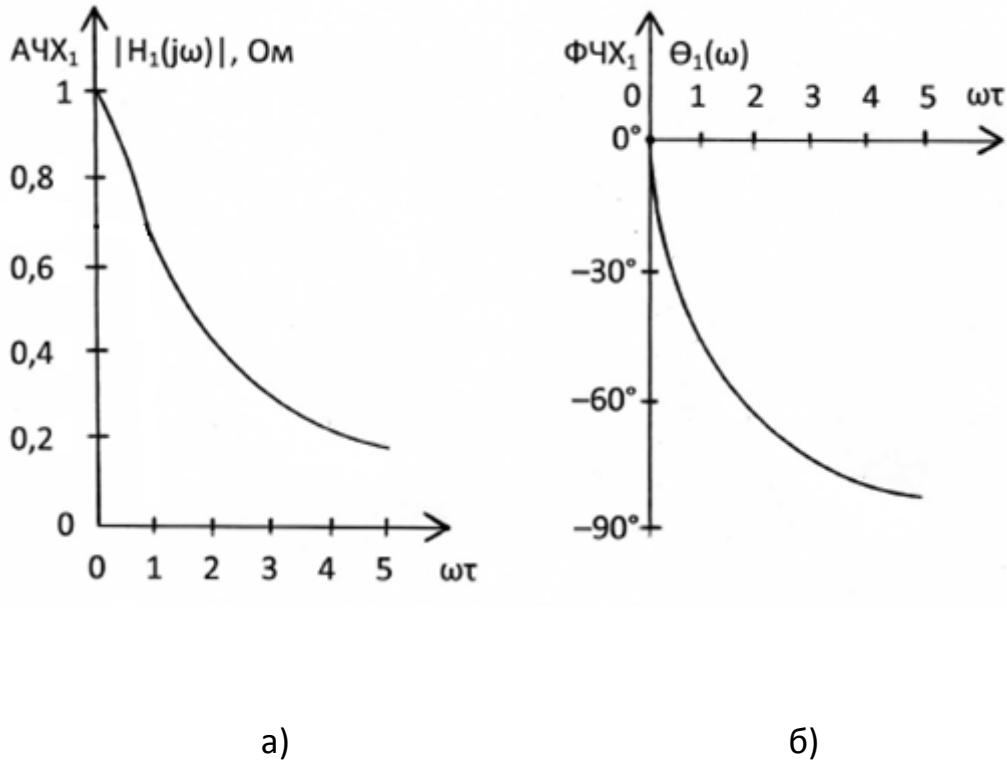 АЧХ₁ |H₁(jω)|, Ом
1
0,8
0,6
0,4
0,2
0
0 1 2 3 4 5 ωτ
ФЧХ₁ Θ₁(ω)
0 1 2 3 4 5 ωτ
0°
–30°
–60°
–90°
а) б)